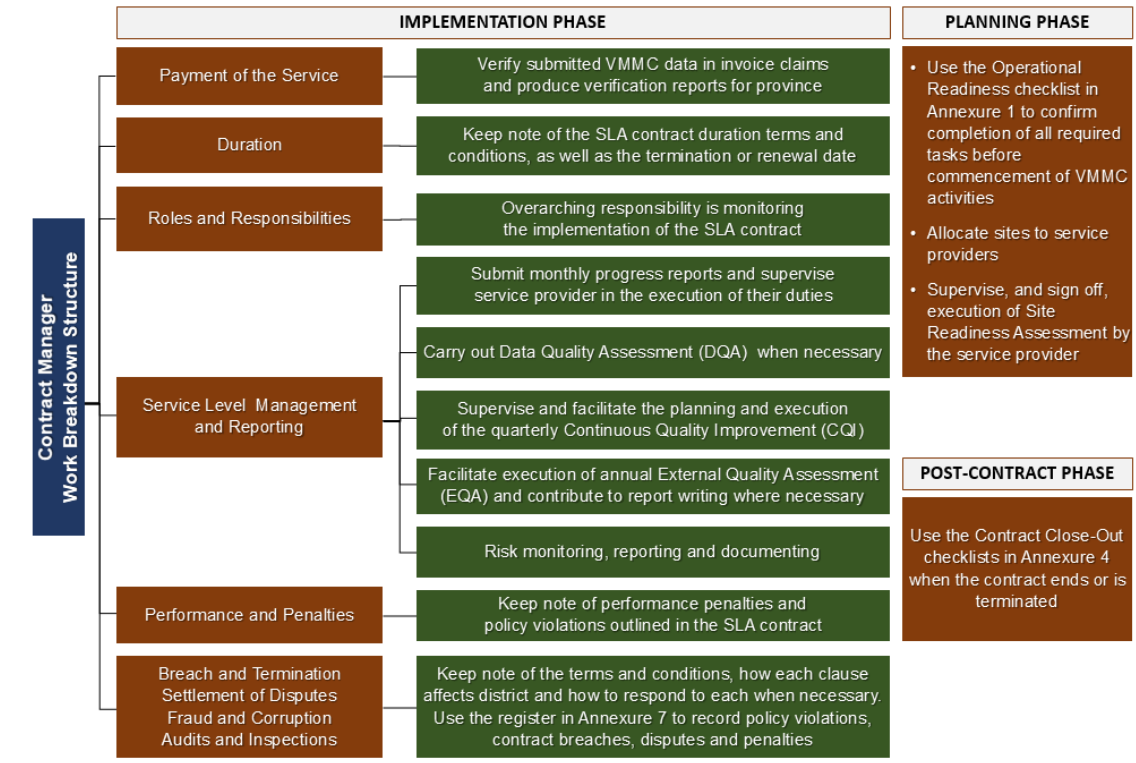 IMPLEMENTATION PHASE
Contract Manager
Work Breakdown Structure
Payment of the Service
Verify submitted VMMC data in invoice claims
and produce verification reports for province
Duration
Keep note of the SLA contract duration terms and
conditions, as well as the termination or renewal date
Roles and Responsibilities
Overarching responsibility is monitoring
the implementation of the SLA contract
Service Level Management
and Reporting
Submit monthly progress reports and supervise
service provider in the execution of their duties
Carry out Data Quality Assessment (DQA) when necessary
Supervise and facilitate the planning and execution
of the quarterly Continuous Quality Improvement (CQI)
Facilitate execution of annual External Quality Assessment
(EQA) and contribute to report writing where necessary
Risk monitoring, reporting and documenting
Performance and Penalties
Keep note of performance penalties and
policy violations outlined in the SLA contract
Breach and Termination
Settlement of Disputes
Fraud and Corruption
Audits and Inspections
Keep note of the terms and conditions, how each clause
affects district and how to respond to each when necessary.
Use the register in Annexure 7 to record policy violations,
contract breaches, disputes and penalties
PLANNING PHASE
• Use the Operational
Readiness checklist in
Annexure 1 to confirm
completion of all required
tasks before
commencement of VMMC
activities
• Allocate sites to service
providers
• Supervise, and sign off,
execution of Site
Readiness Assessment by
the service provider
POST-CONTRACT PHASE
Use the Contract Close-Out
checklists in Annexure 4
when the contract ends or is
terminated